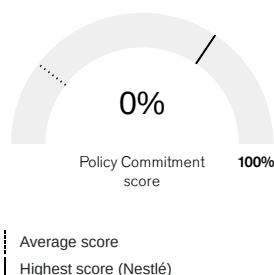 0%
Policy Commitment 100%
score
Average score
Highest score (Nestlé)